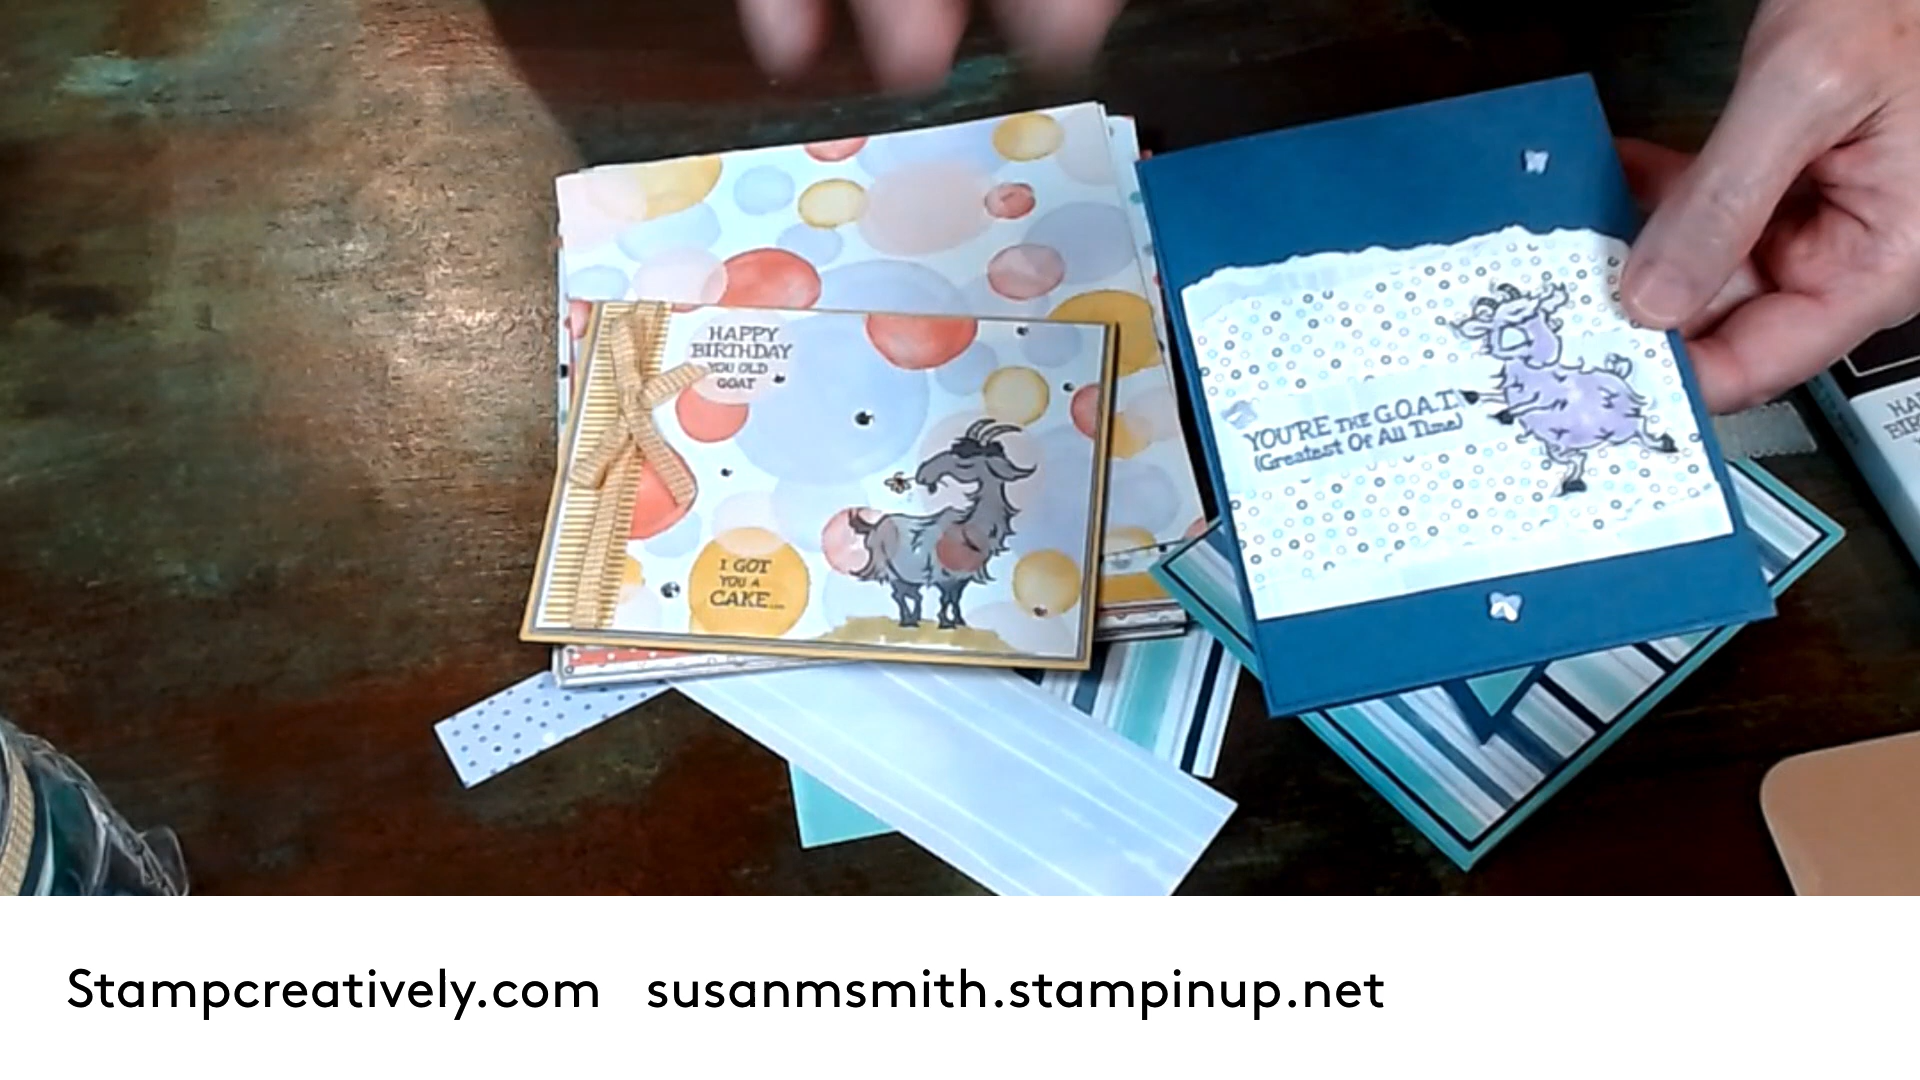 HAPPY
BIRTHDAY
YOU OLD
GOAT
I GOT
YOU A
CAKE...
YOU'RE THE G.O.A.T.
(Greatest Of All Time)
Stampcreatively.com susanmsmith.stampinup.net